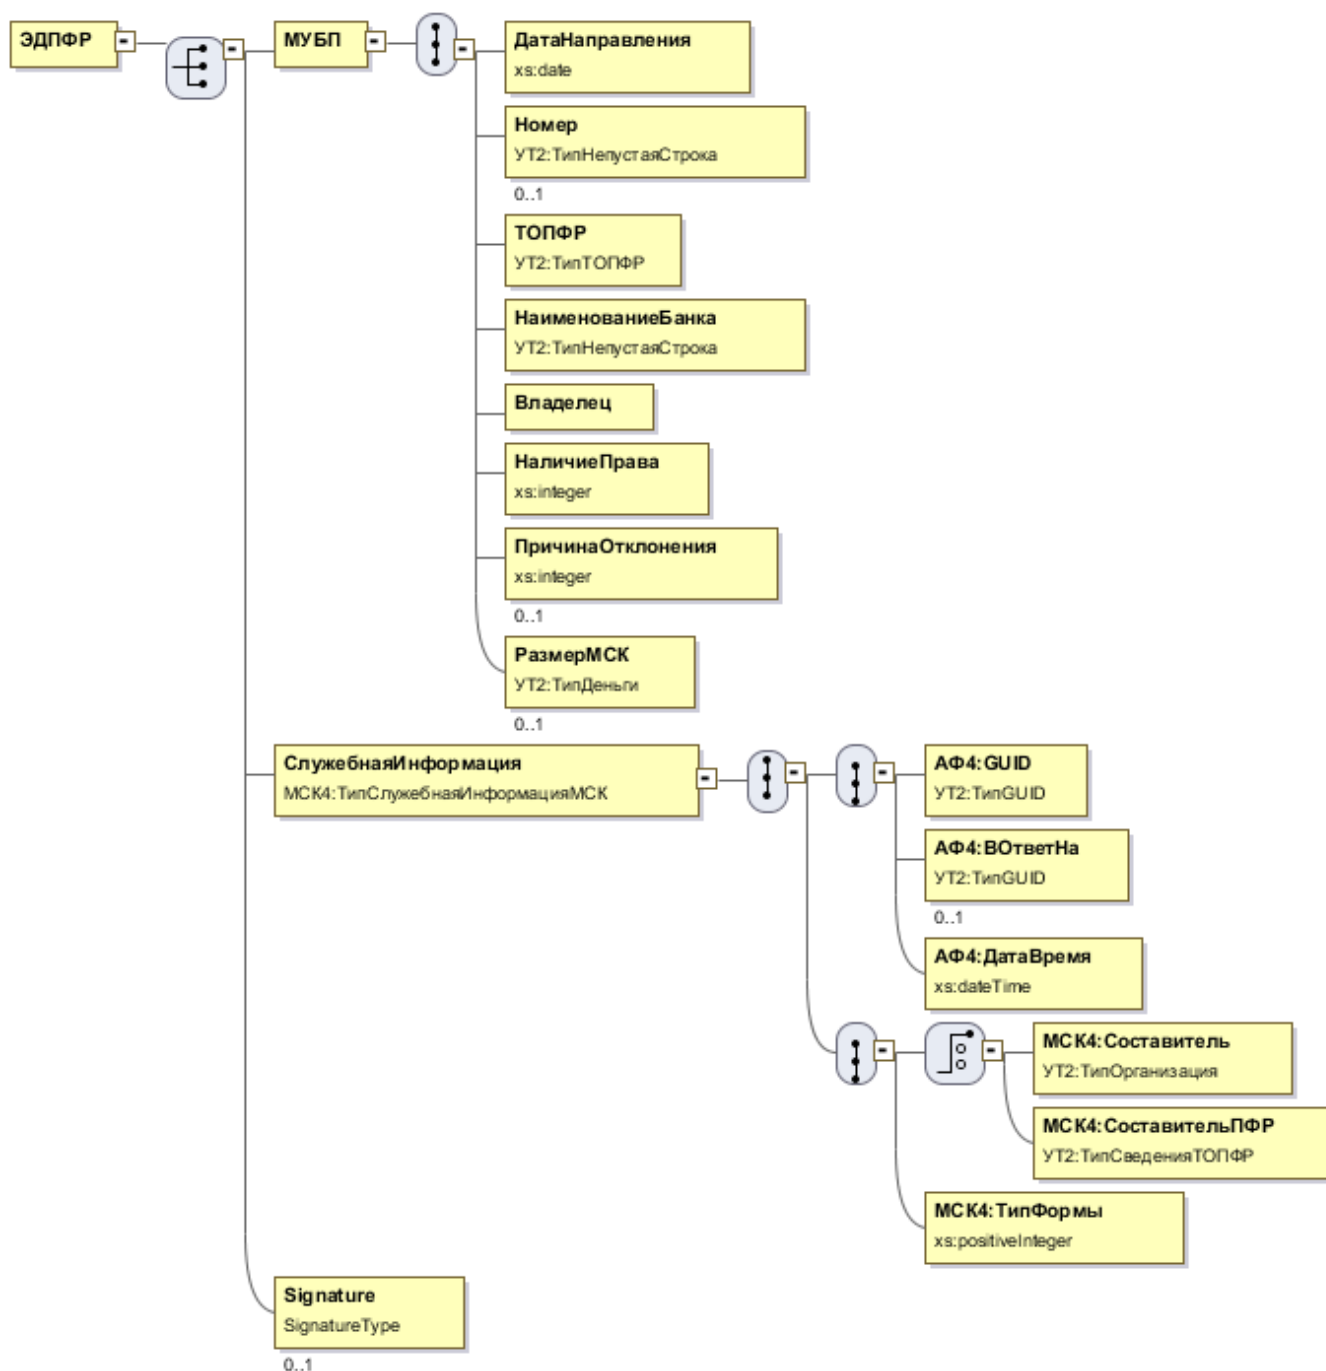 ЭДПФР
МУБП
ДатаНаправления
xs:date
Номер
УТ2:ТипНепустаяСтрока
0..1
ТОПФР
УТ2:ТипТОПФР
НаименованиеБанка
УТ2:ТипНепустаяСтрока
Владелец
НаличиеПрава
xs:integer
ПричинаОтклонения
xs:integer
0..1
РазмерМСК
УТ2:ТипДеньги
0..1
СлужебнаяИнформация
МСК4:ТипСлужебнаяИнформацияМСК
АФ4:GUID
УТ2:ТипGUID
АФ4:ВОтветНа
УТ2:ТипGUID
0..1
АФ4:ДатаВремя
xs:dateTime
МСК4:Составитель
УТ2:ТипОрганизация
МСК4:СоставительПФР
УТ2:ТипСведенияТОПФР
МСК4:ТипФормы
xs:positiveInteger
Signature
SignatureType
0..1